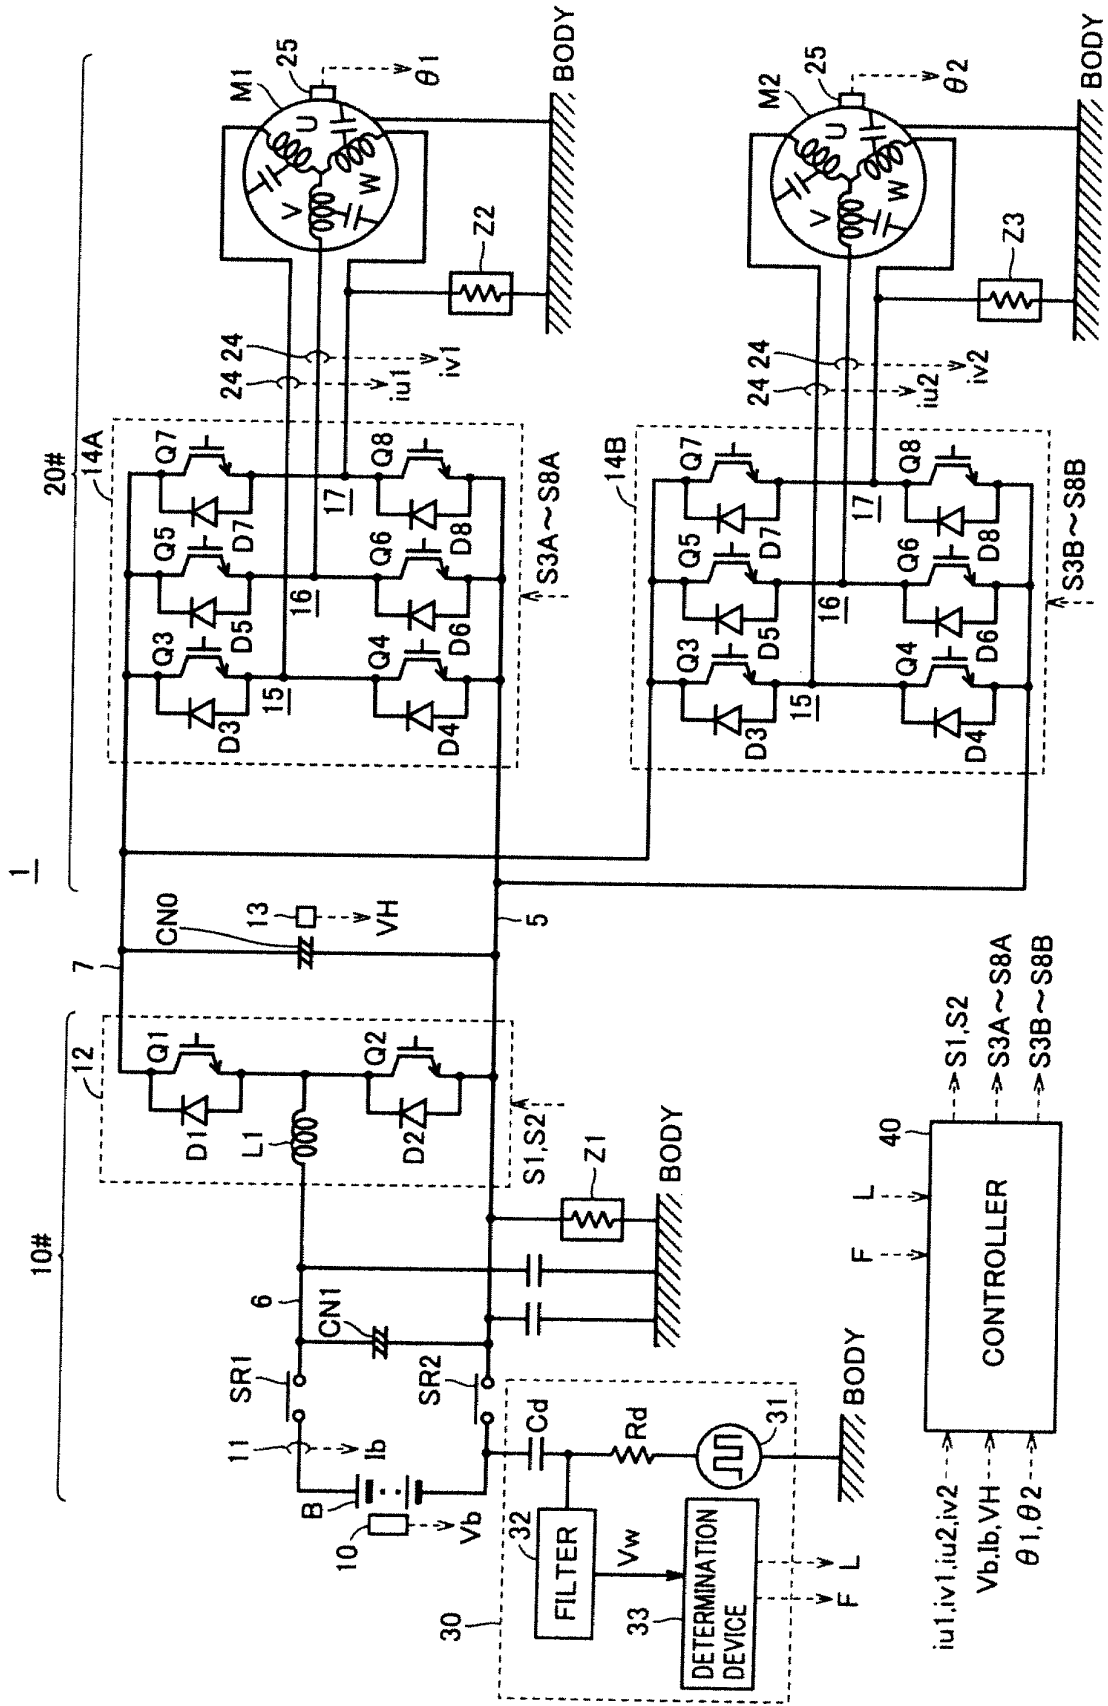 1
10#
20#
B
10
Vb
11
Ib
SR1
SR2
CN1
6
12
Q1
D1
L1
Q2
D2
S1,S2
Z1
BODY
7
CN0
13
VH
5
14A
Q3
D3
Q5
D5
Q7
D7
15
16
17
Q4
D4
Q6
D6
Q8
D8
S3A~S8A
24
24
iu1
iv1
M1
U
V
W
25
θ1
Z2
BODY
14B
Q3
D3
Q5
D5
Q7
D7
15
16
17
Q4
D4
Q6
D6
Q8
D8
S3B~S8B
24
24
iu2
iv2
M2
U
V
W
25
θ2
Z3
BODY
30
32
FILTER
Vw
33
DETERMINATION
DEVICE
F
L
Cd
Rd
31
BODY
40
CONTROLLER
F
L
iu1,iv1,iu2,iv2
Vb,Ib,VH
θ1,θ2
S1,S2
S3A~S8A
S3B~S8B